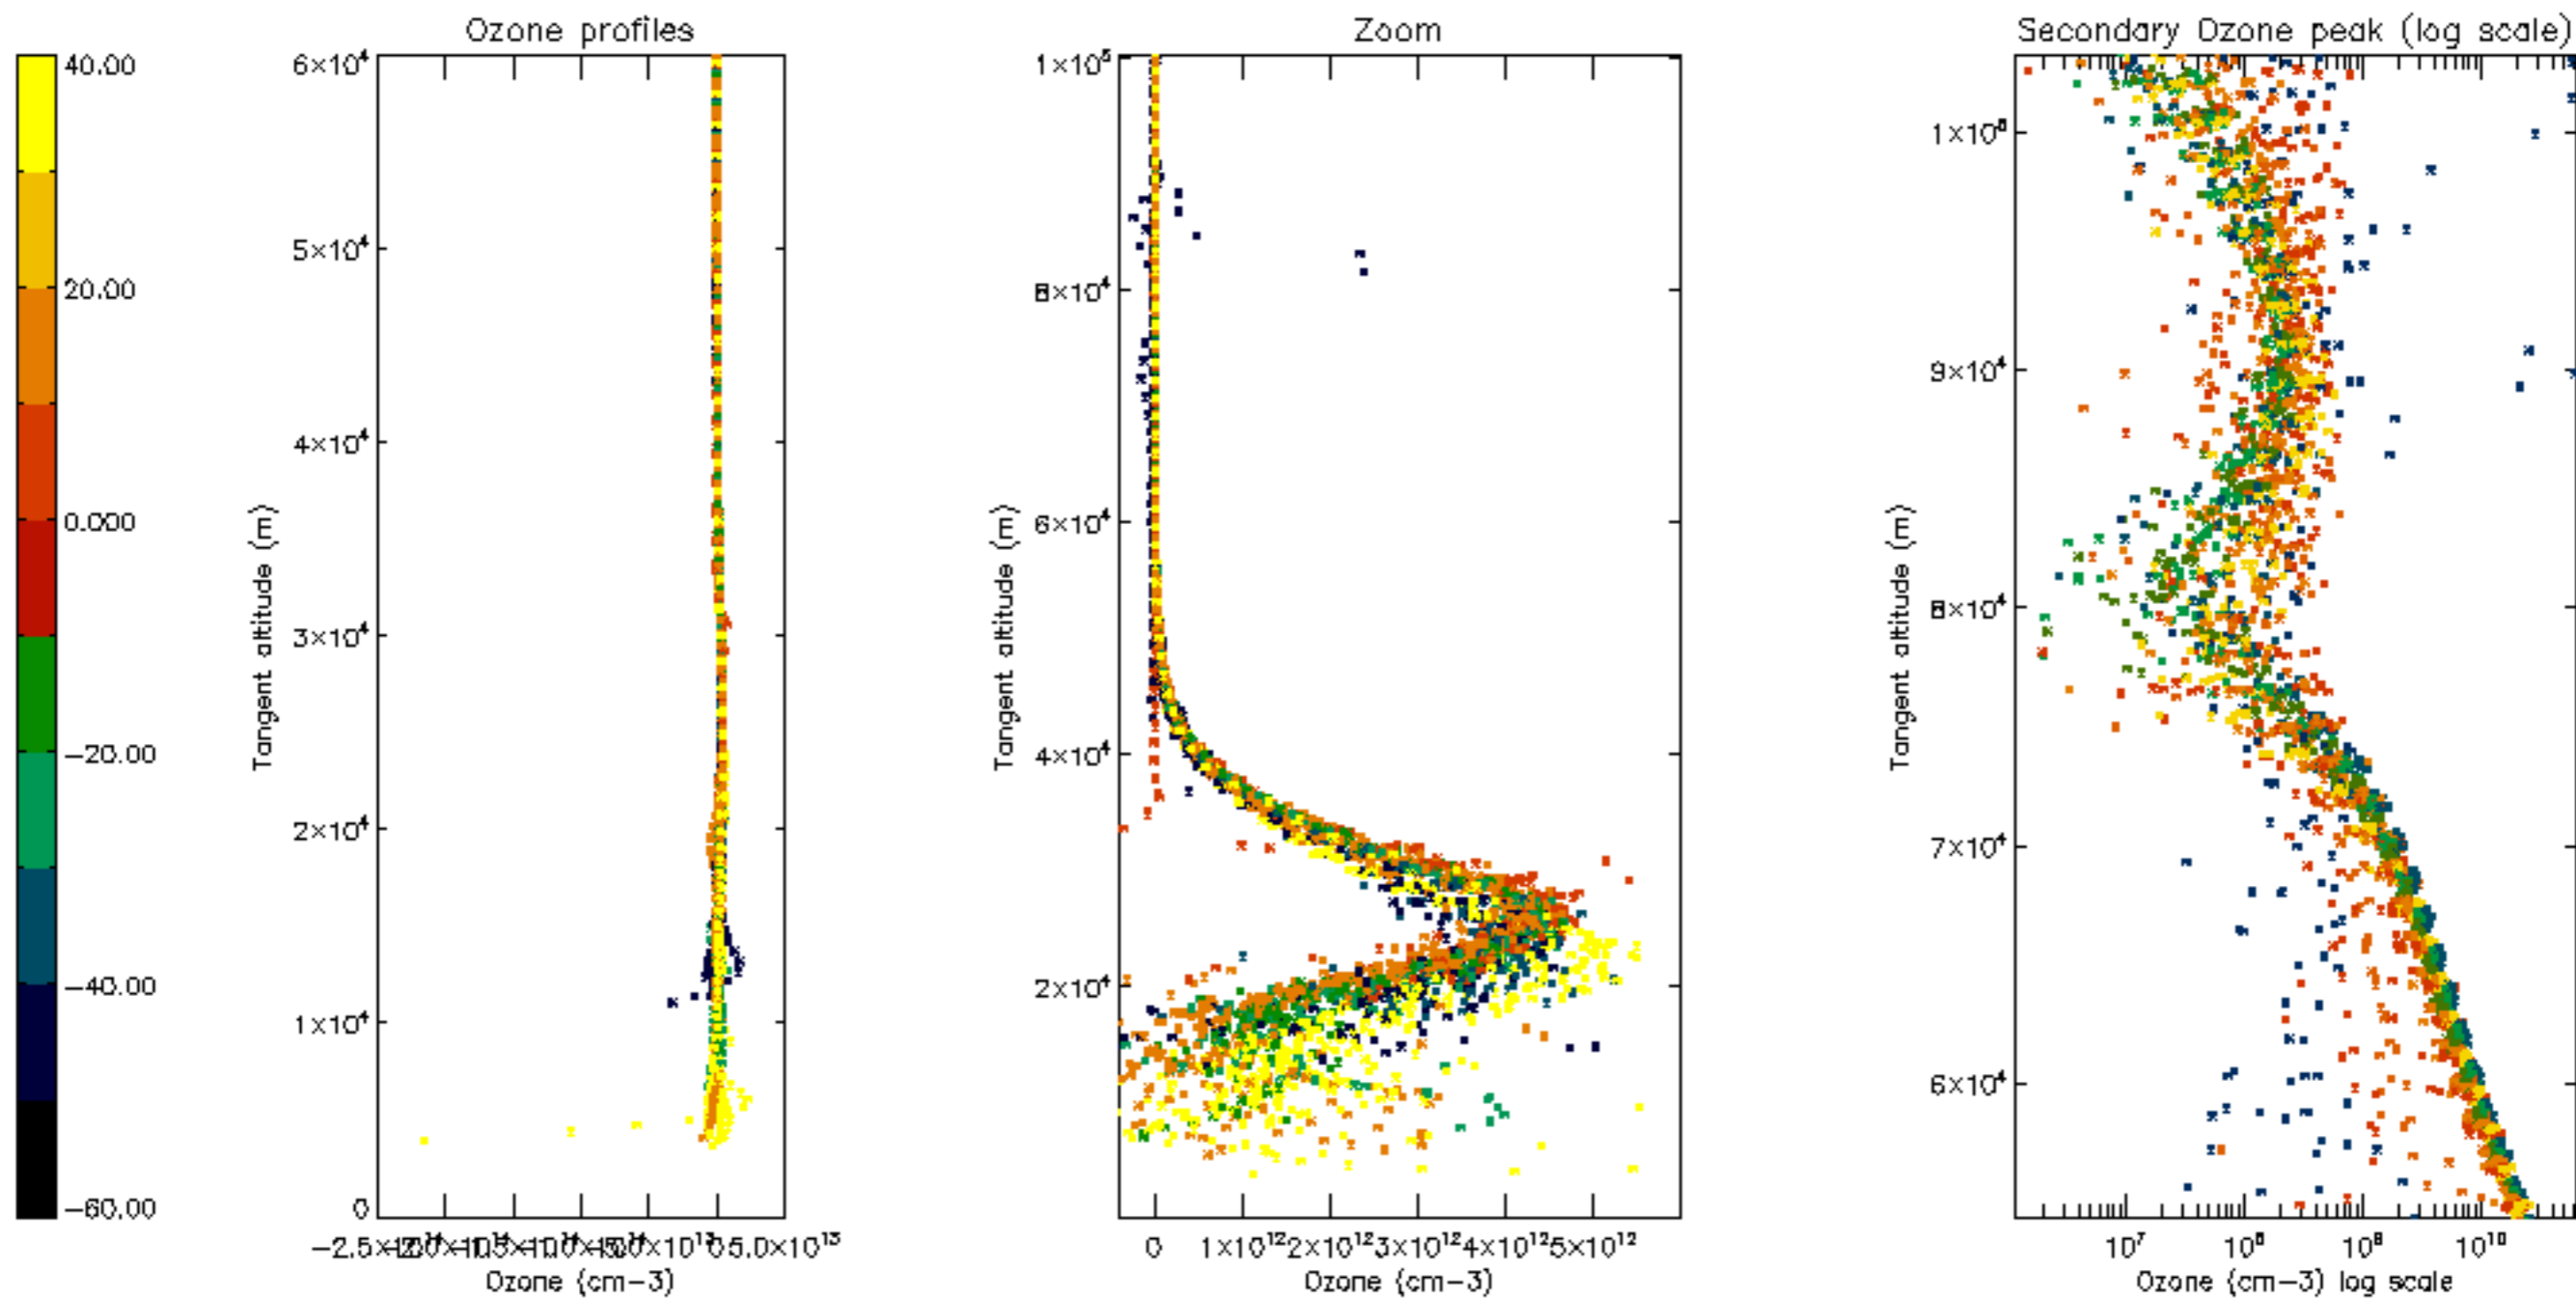 Ozone profiles
Zoom
Secondary Ozone peak (log scale)
40.00
20.00
0.000
−20.00
−40.00
−60.00
6×10⁴
5×10⁴
4×10⁴
3×10⁴
2×10⁴
1×10⁴
0
Tangent altitude (m)
5.0×10¹³
Ozone (cm−3)
1×10⁵
8×10⁴
6×10⁴
4×10⁴
2×10⁴
Tangent altitude (m)
0 1×10¹² 2×10¹² 3×10¹² 4×10¹² 5×10¹²
Ozone (cm−3)
9×10⁴
8×10⁴
7×10⁴
6×10⁴
Tangent altitude (m)
10⁷ 10⁸ 10⁹ 10¹⁰
Ozone (cm−3) log scale